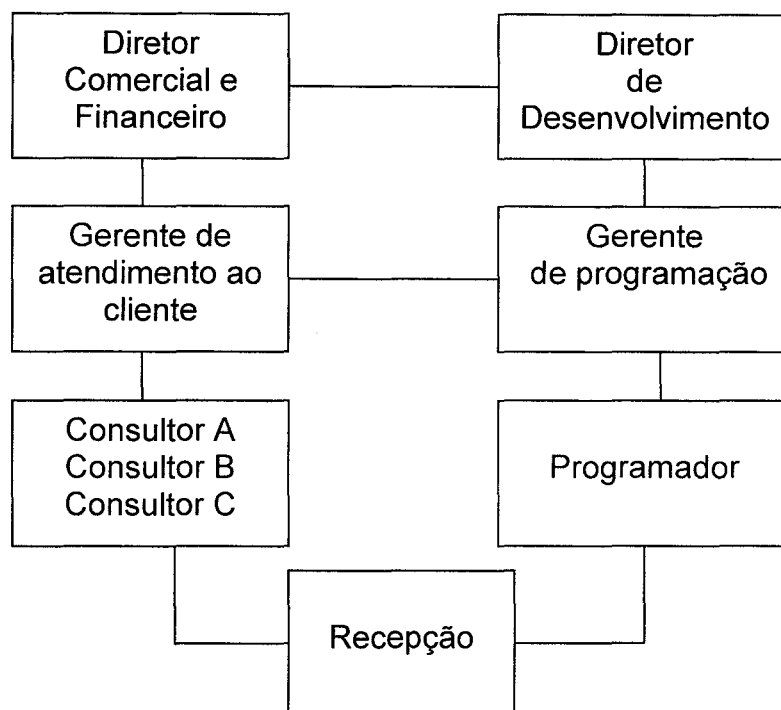 Diretor
Comercial e
Financeiro
Diretor
de
Desenvolvimento
Gerente de
atendimento ao
cliente
Gerente
de programação
Consultor A
Consultor B
Consultor C
Programador
Recepção